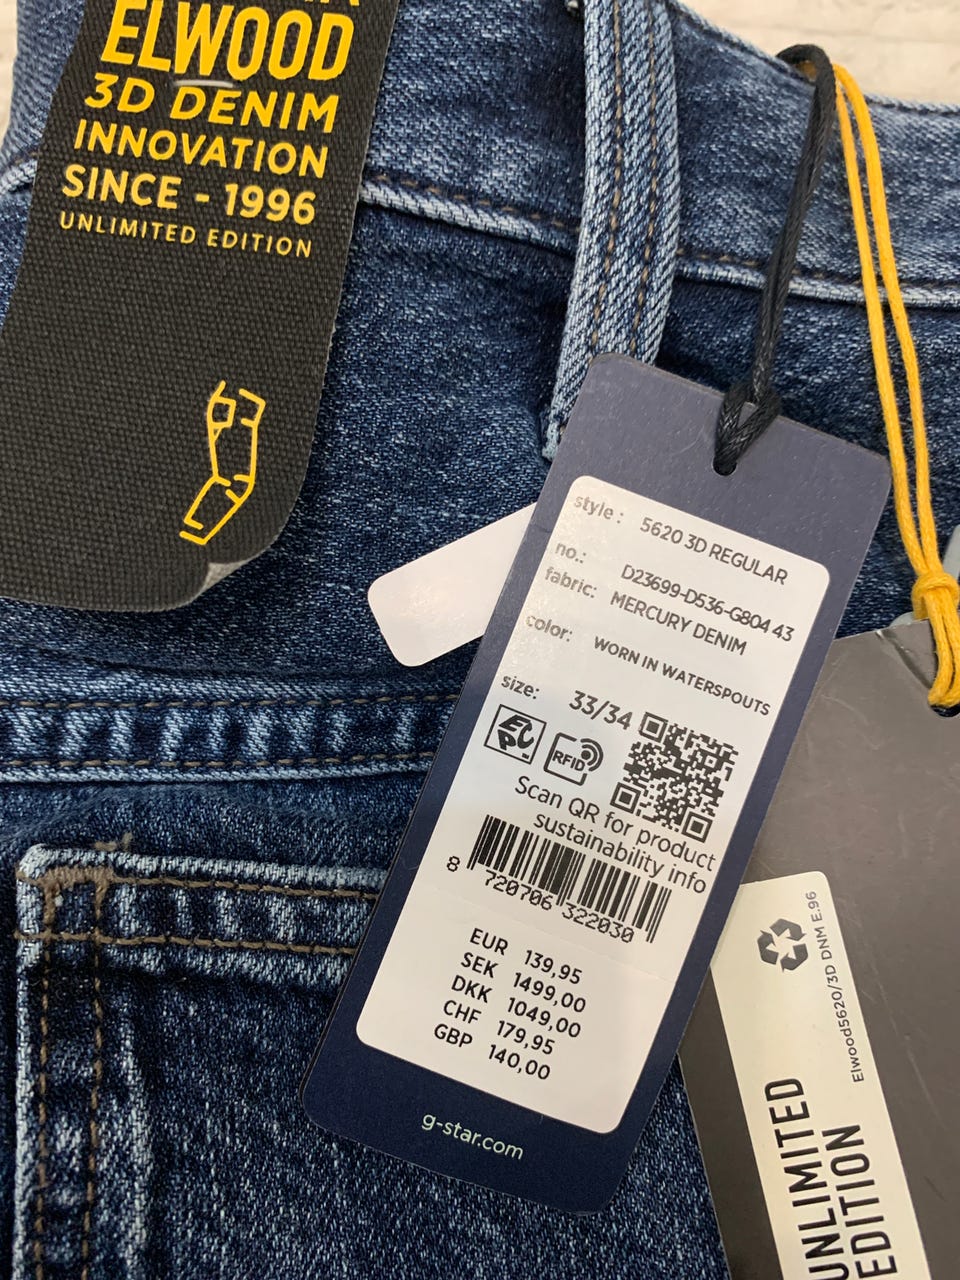 ELWOOD
3D DENIM
INNOVATION
SINCE - 1996
UNLIMITED EDITION
style : 5620 3D REGULAR
no.: D23699-D536-G804 43
fabric: MERCURY DENIM
color: WORN IN WATERSPOUTS
size: 33/34
EPC
RFID
Scan QR for product
sustainability info
8 720706 322030
EUR 139,95
SEK 1499,00
DKK 1049,00
CHF 179,95
GBP 140,00
g-star.com
Elwood5620/3D DNM E.96
UNLIMITED
EDITION